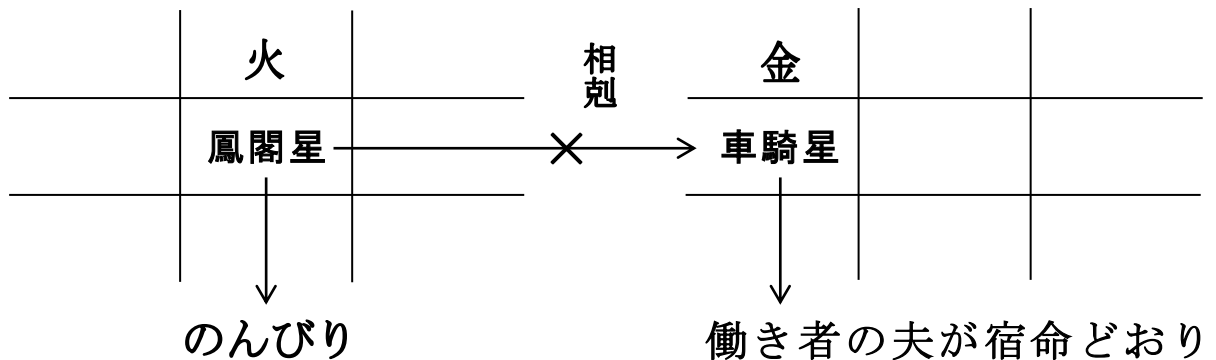 火
相剋
金
鳳閣星
車騎星
のんびり
働き者の夫が宿命どおり